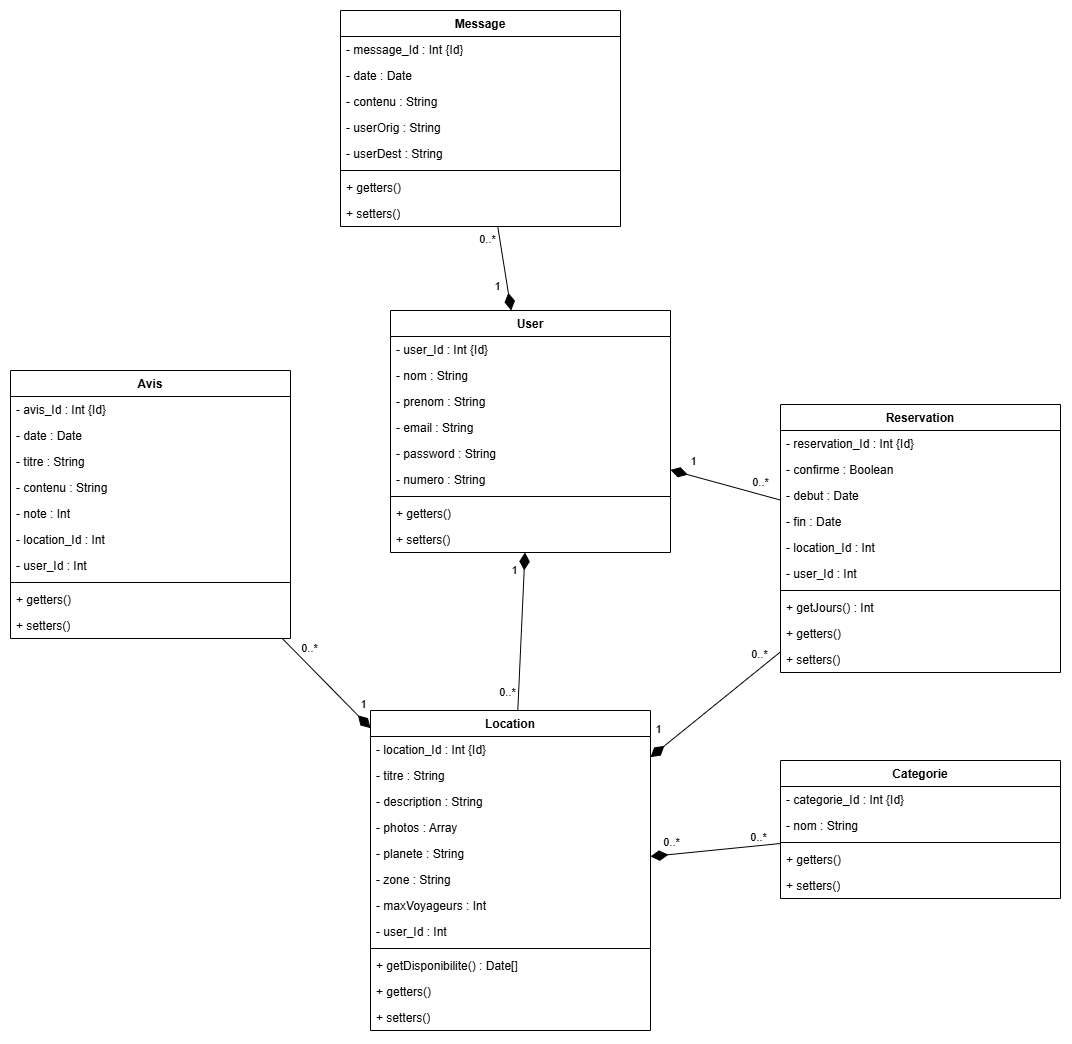 Message
- message_Id : Int {Id}
- date : Date
- contenu : String
- userOrig : String
- userDest : String
+ getters()
+ setters()
0..*
1
User
- user_Id : Int {Id}
- nom : String
- prenom : String
- email : String
- password : String
- numero : String
+ getters()
+ setters()
Avis
- avis_Id : Int {Id}
- date : Date
- titre : String
- contenu : String
- note : Int
- location_Id : Int
- user_Id : Int
+ getters()
+ setters()
Reservation
- reservation_Id : Int {Id}
- confirme : Boolean
- debut : Date
- fin : Date
- location_Id : Int
- user_Id : Int
+ getJours() : Int
+ getters()
+ setters()
1
0..*
1
0..*
0..*
1
0..*
1
Location
- location_Id : Int {Id}
- titre : String
- description : String
- photos : Array
- planete : String
- zone : String
- maxVoyageurs : Int
- user_Id : Int
+ getDisponibilite() : Date[]
+ getters()
+ setters()
0..*
0..*
Categorie
- categorie_Id : Int {Id}
- nom : String
+ getters()
+ setters()